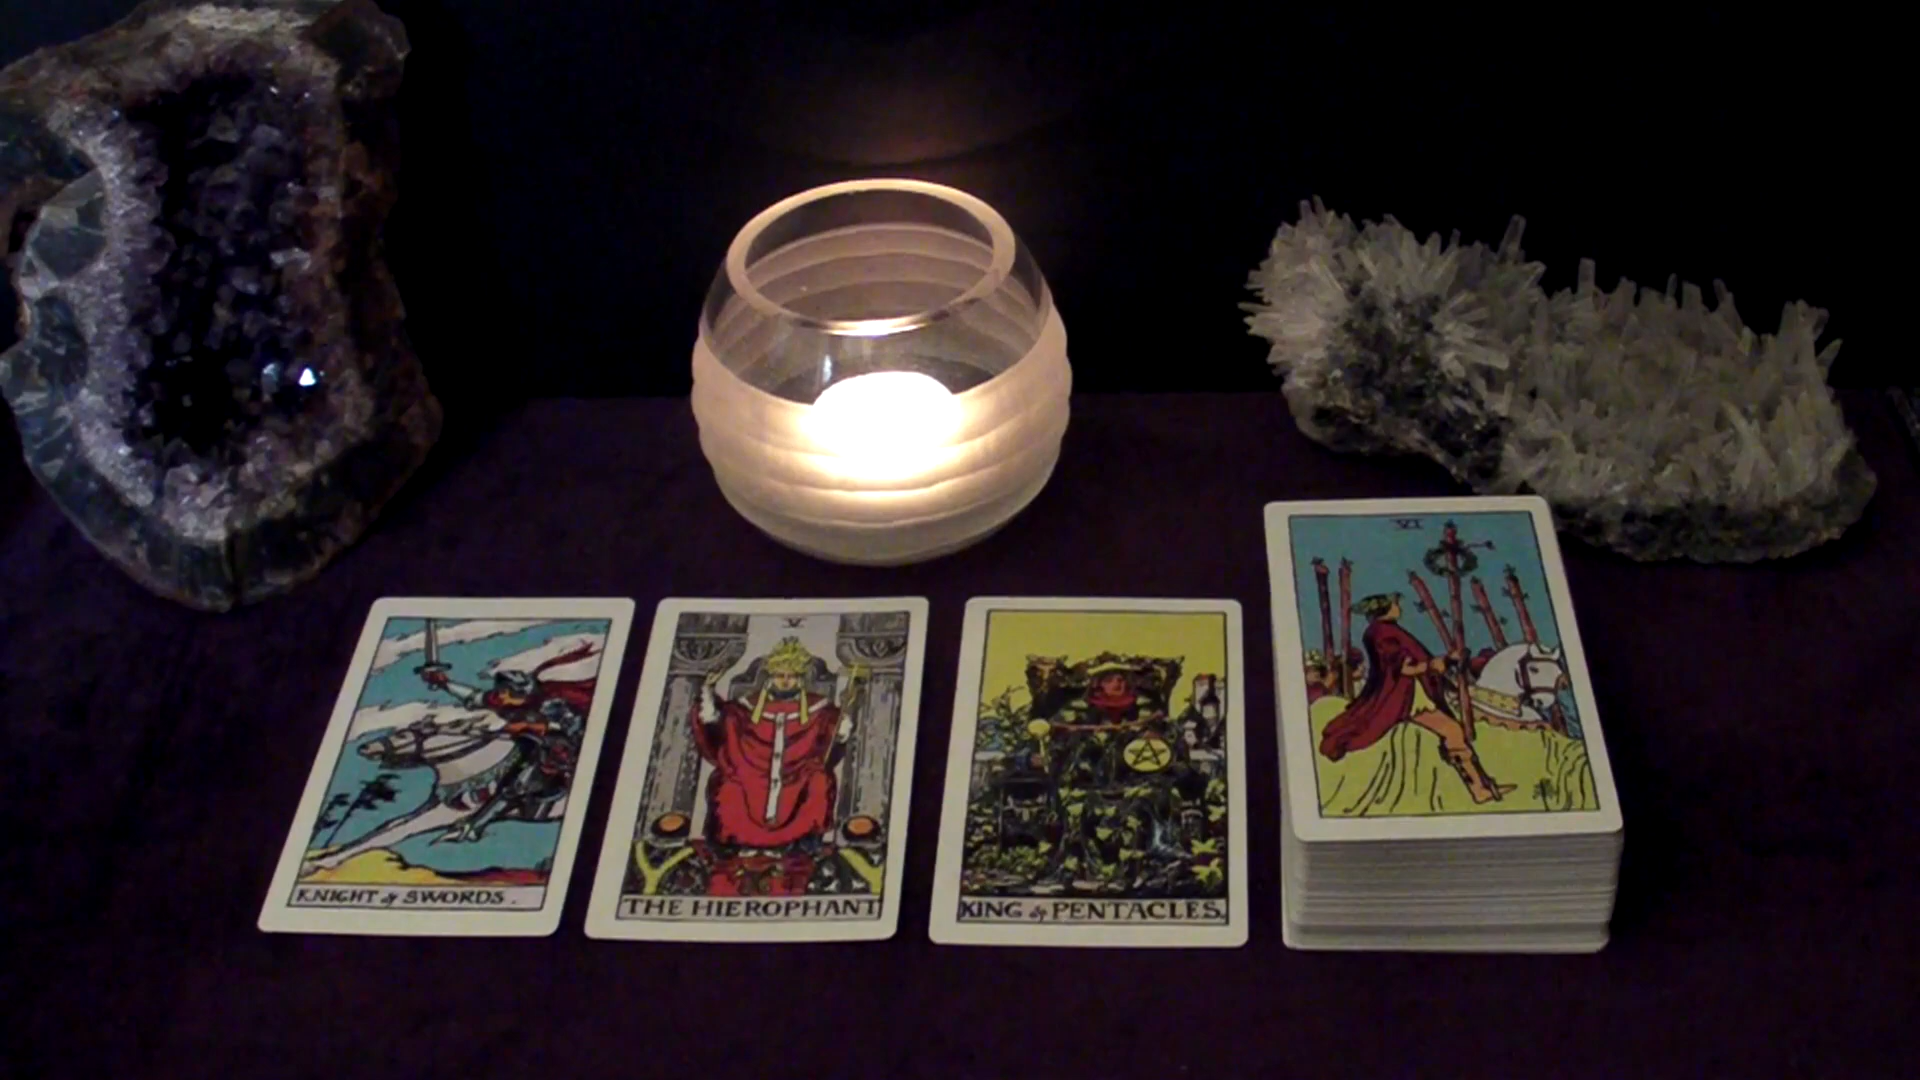 KNIGHT of SWORDS.
V
THE HIEROPHANT
KING of PENTACLES.
VI